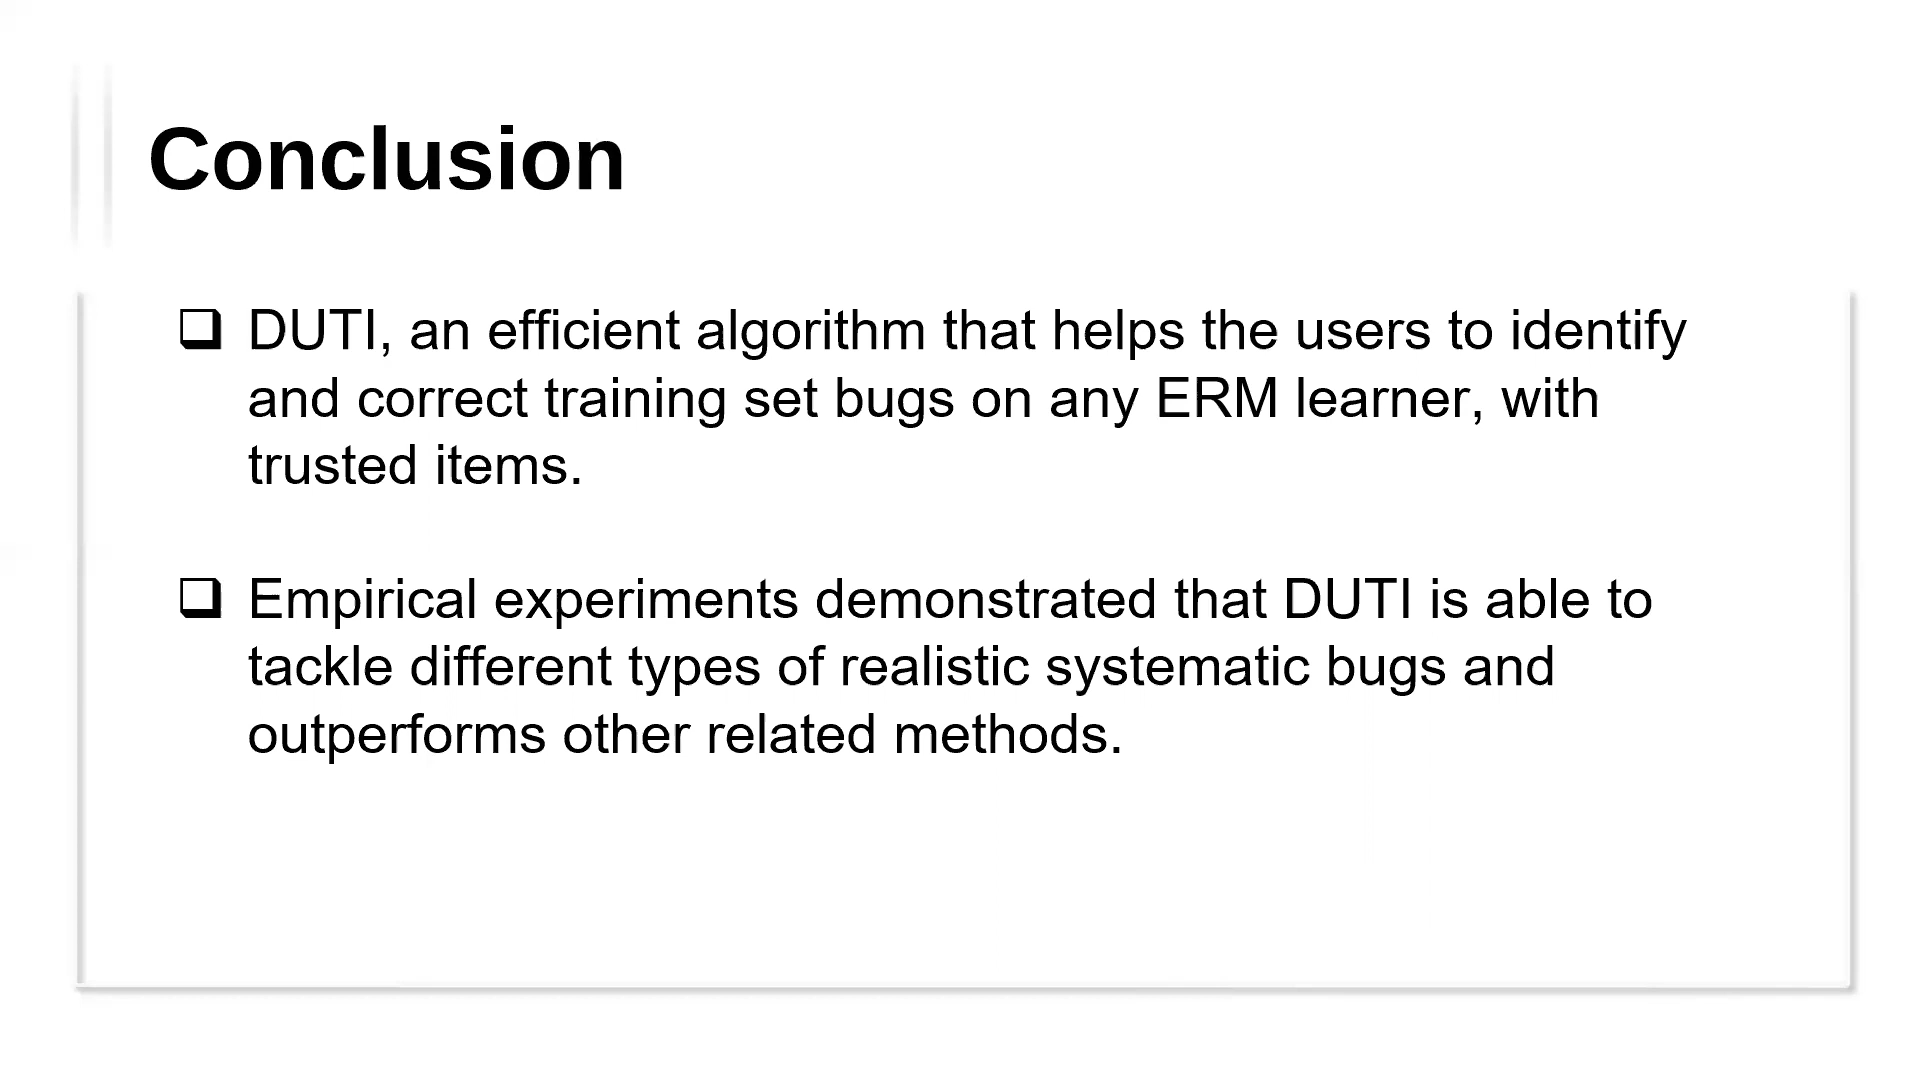 Conclusion
❑ DUTI, an efficient algorithm that helps the users to identify
and correct training set bugs on any ERM learner, with
trusted items.
❑ Empirical experiments demonstrated that DUTI is able to
tackle different types of realistic systematic bugs and
outperforms other related methods.